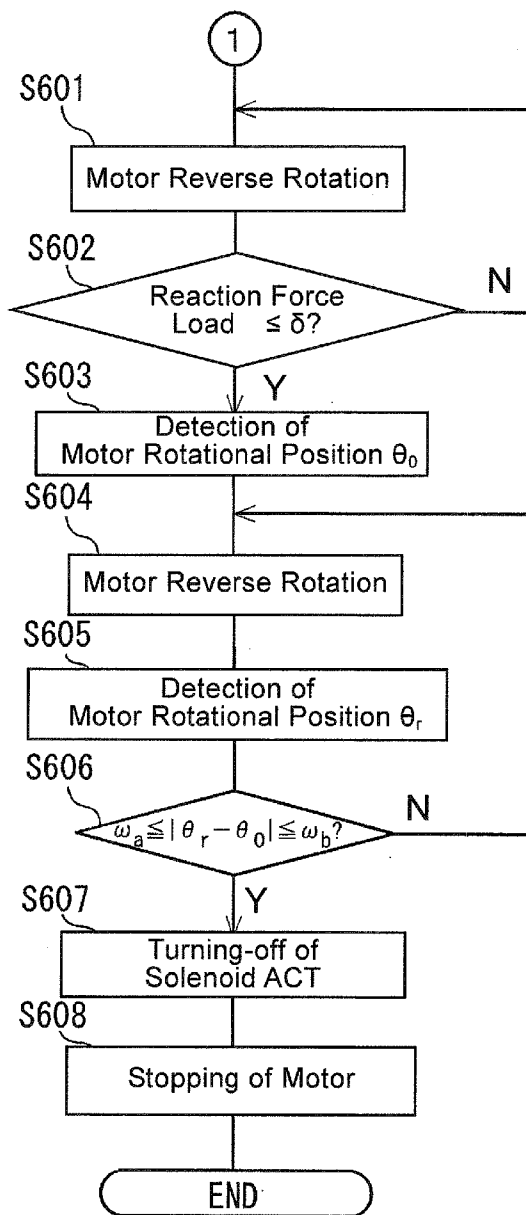 1
S601
Motor Reverse Rotation
S602
Reaction Force
Load ≤ δ?
N
Y
S603
Detection of
Motor Rotational Position θ₀
S604
Motor Reverse Rotation
S605
Detection of
Motor Rotational Position θᵣ
S606
ωₐ≦|θᵣ−θ₀|≦ω_b?
N
Y
S607
Turning-off of
Solenoid ACT
S608
Stopping of Motor
END